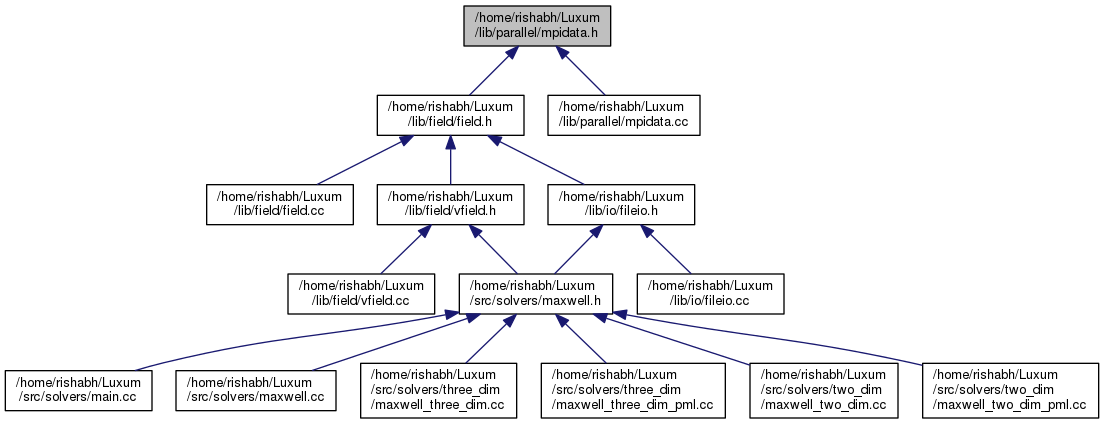 /home/rishabh/Luxum
/lib/parallel/mpidata.h
/home/rishabh/Luxum
/lib/field/field.h
/home/rishabh/Luxum
/lib/parallel/mpidata.cc
/home/rishabh/Luxum
/lib/field/field.cc
/home/rishabh/Luxum
/lib/field/vfield.h
/home/rishabh/Luxum
/lib/io/fileio.h
/home/rishabh/Luxum
/lib/field/vfield.cc
/home/rishabh/Luxum
/src/solvers/maxwell.h
/home/rishabh/Luxum
/lib/io/fileio.cc
/home/rishabh/Luxum
/src/solvers/main.cc
/home/rishabh/Luxum
/src/solvers/maxwell.cc
/home/rishabh/Luxum
/src/solvers/three_dim
/maxwell_three_dim.cc
/home/rishabh/Luxum
/src/solvers/three_dim
/maxwell_three_dim_pml.cc
/home/rishabh/Luxum
/src/solvers/two_dim
/maxwell_two_dim.cc
/home/rishabh/Luxum
/src/solvers/two_dim
/maxwell_two_dim_pml.cc